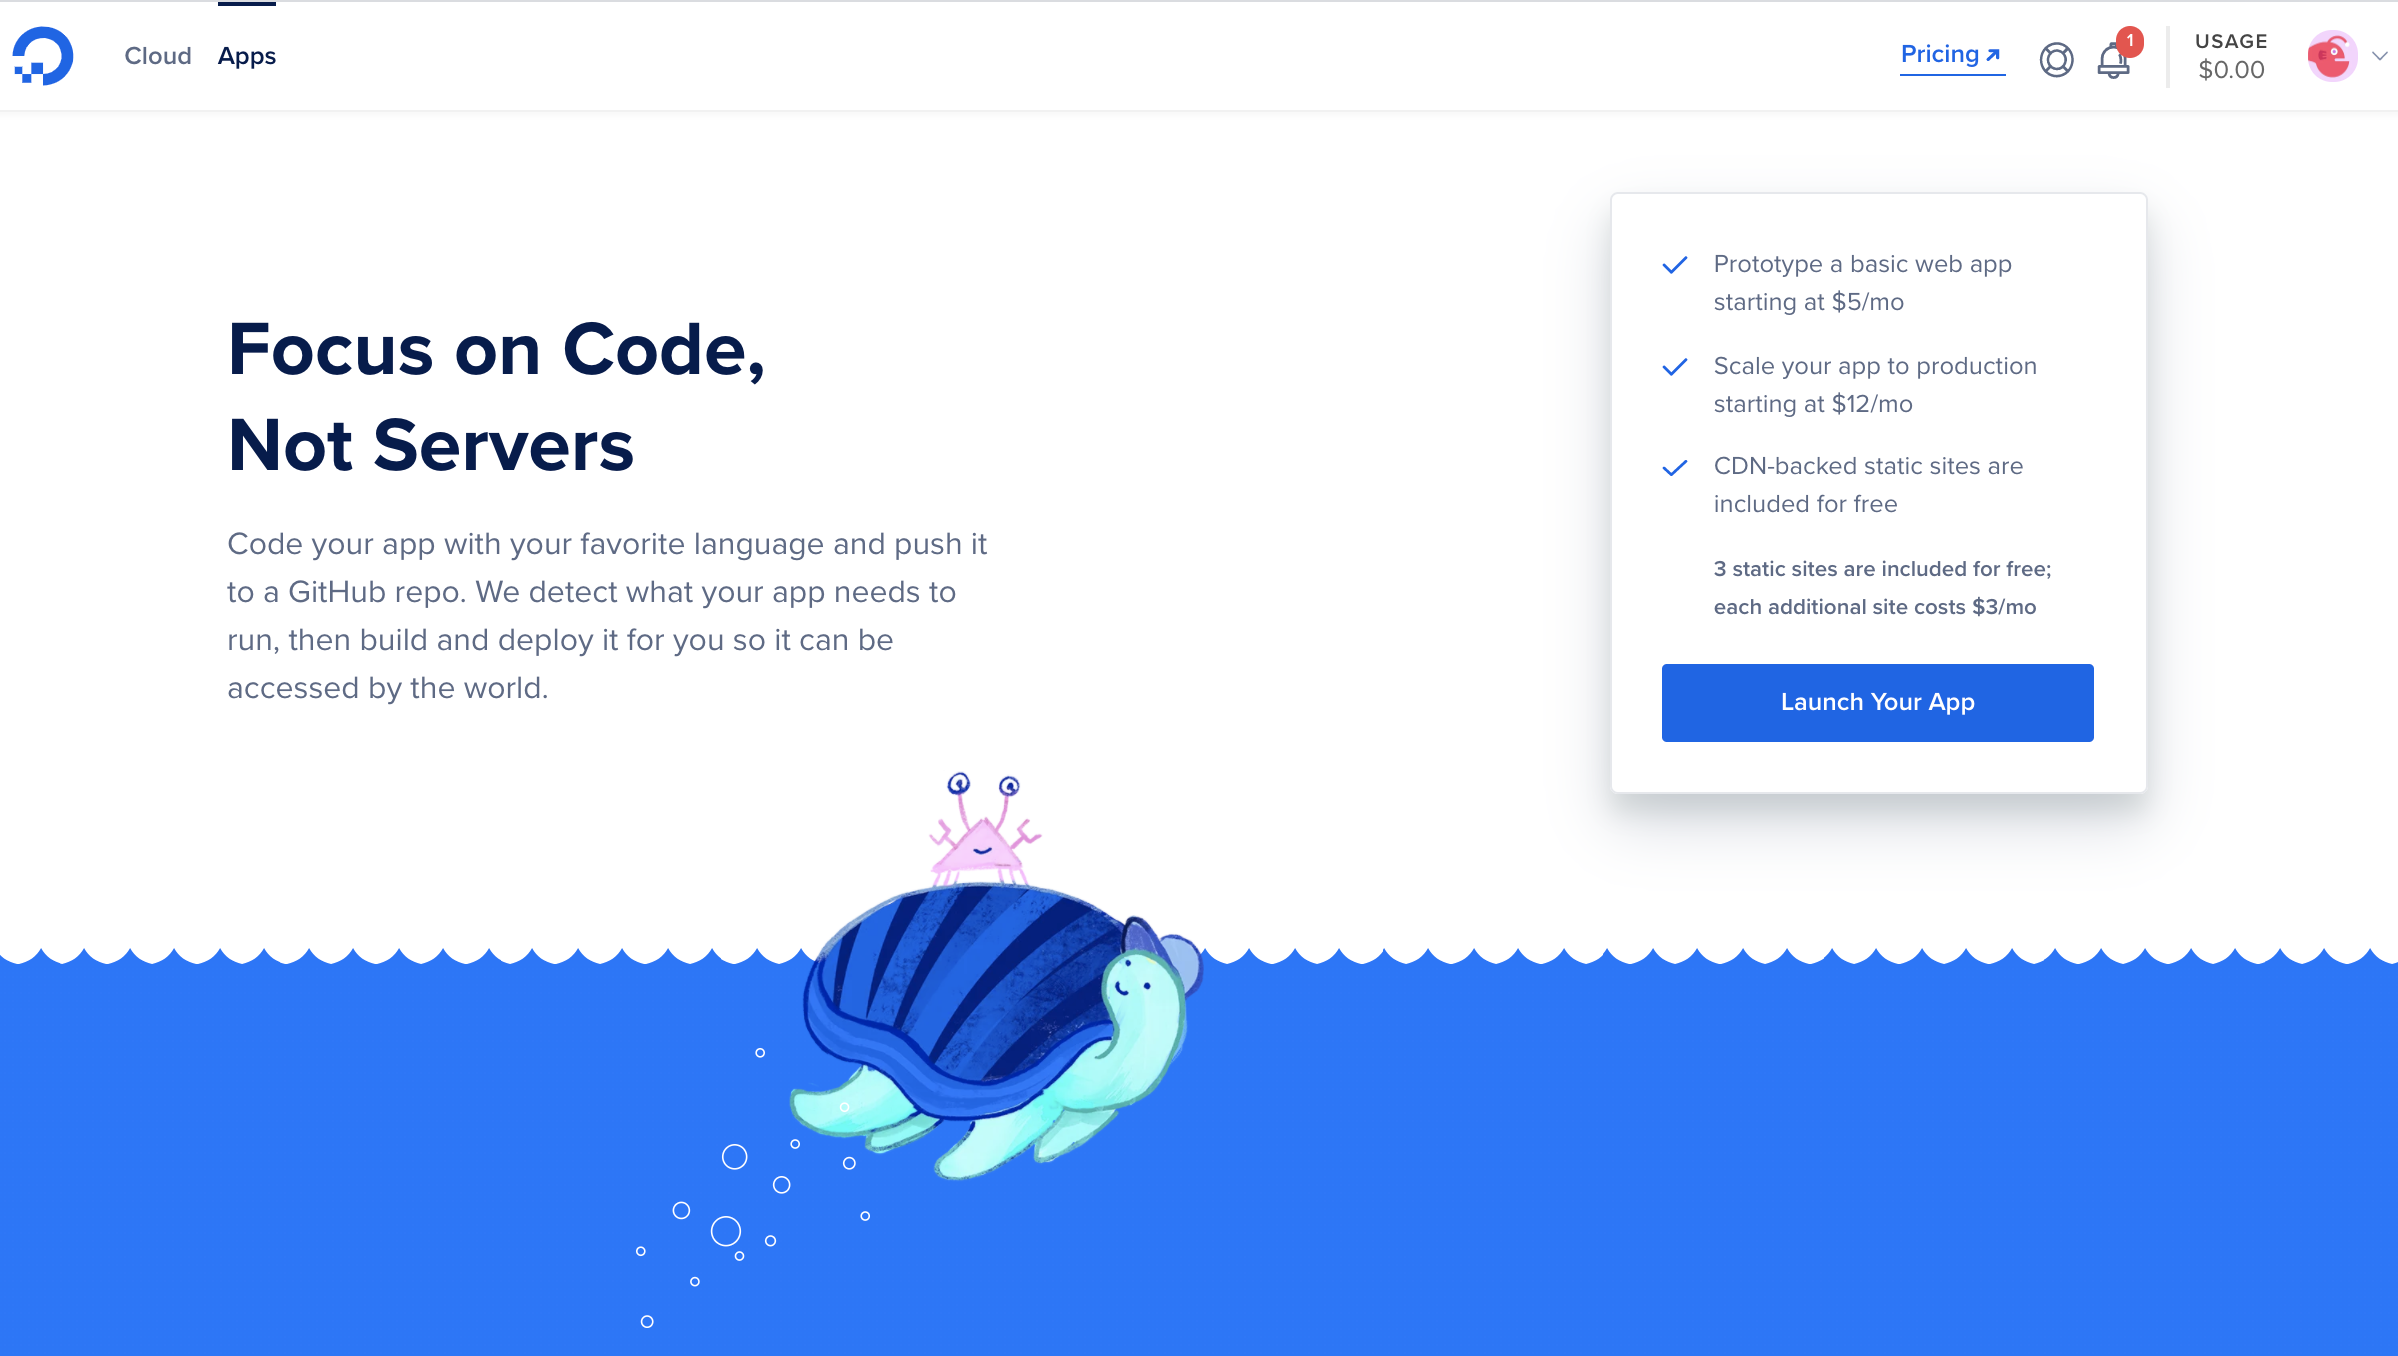 Cloud Apps
Pricing
1
USAGE
$0.00
Focus on Code,
Not Servers
Code your app with your favorite language and push it
to a GitHub repo. We detect what your app needs to
run, then build and deploy it for you so it can be
accessed by the world.
Prototype a basic web app
starting at $5/mo
Scale your app to production
starting at $12/mo
CDN-backed static sites are
included for free
3 static sites are included for free;
each additional site costs $3/mo
Launch Your App